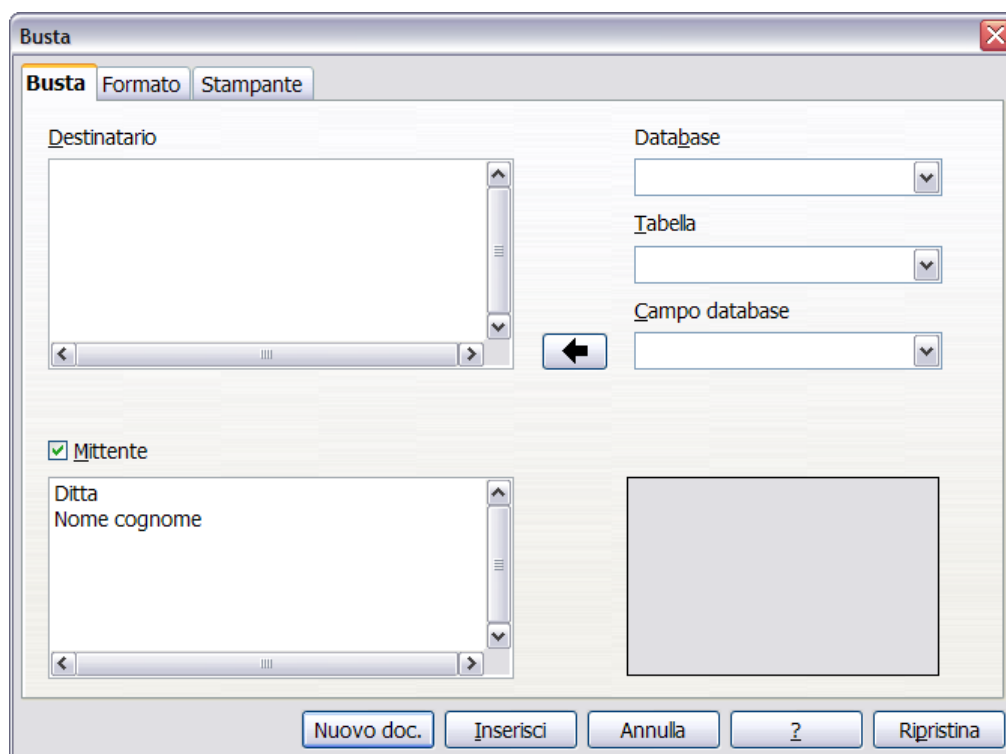 Busta
Busta Formato Stampante
Destinatario
Database
Tabella
Campo database
Mittente
Ditta
Nome cognome
Nuovo doc. Inserisci Annulla ? Ripristina